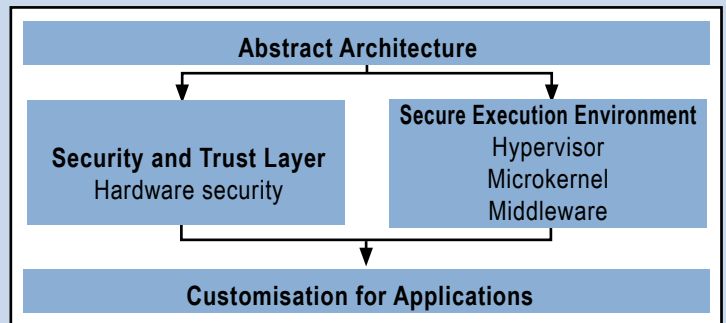 Abstract Architecture
Security and Trust Layer
Hardware security
Secure Execution Environment
Hypervisor
Microkernel
Middleware
Customisation for Applications